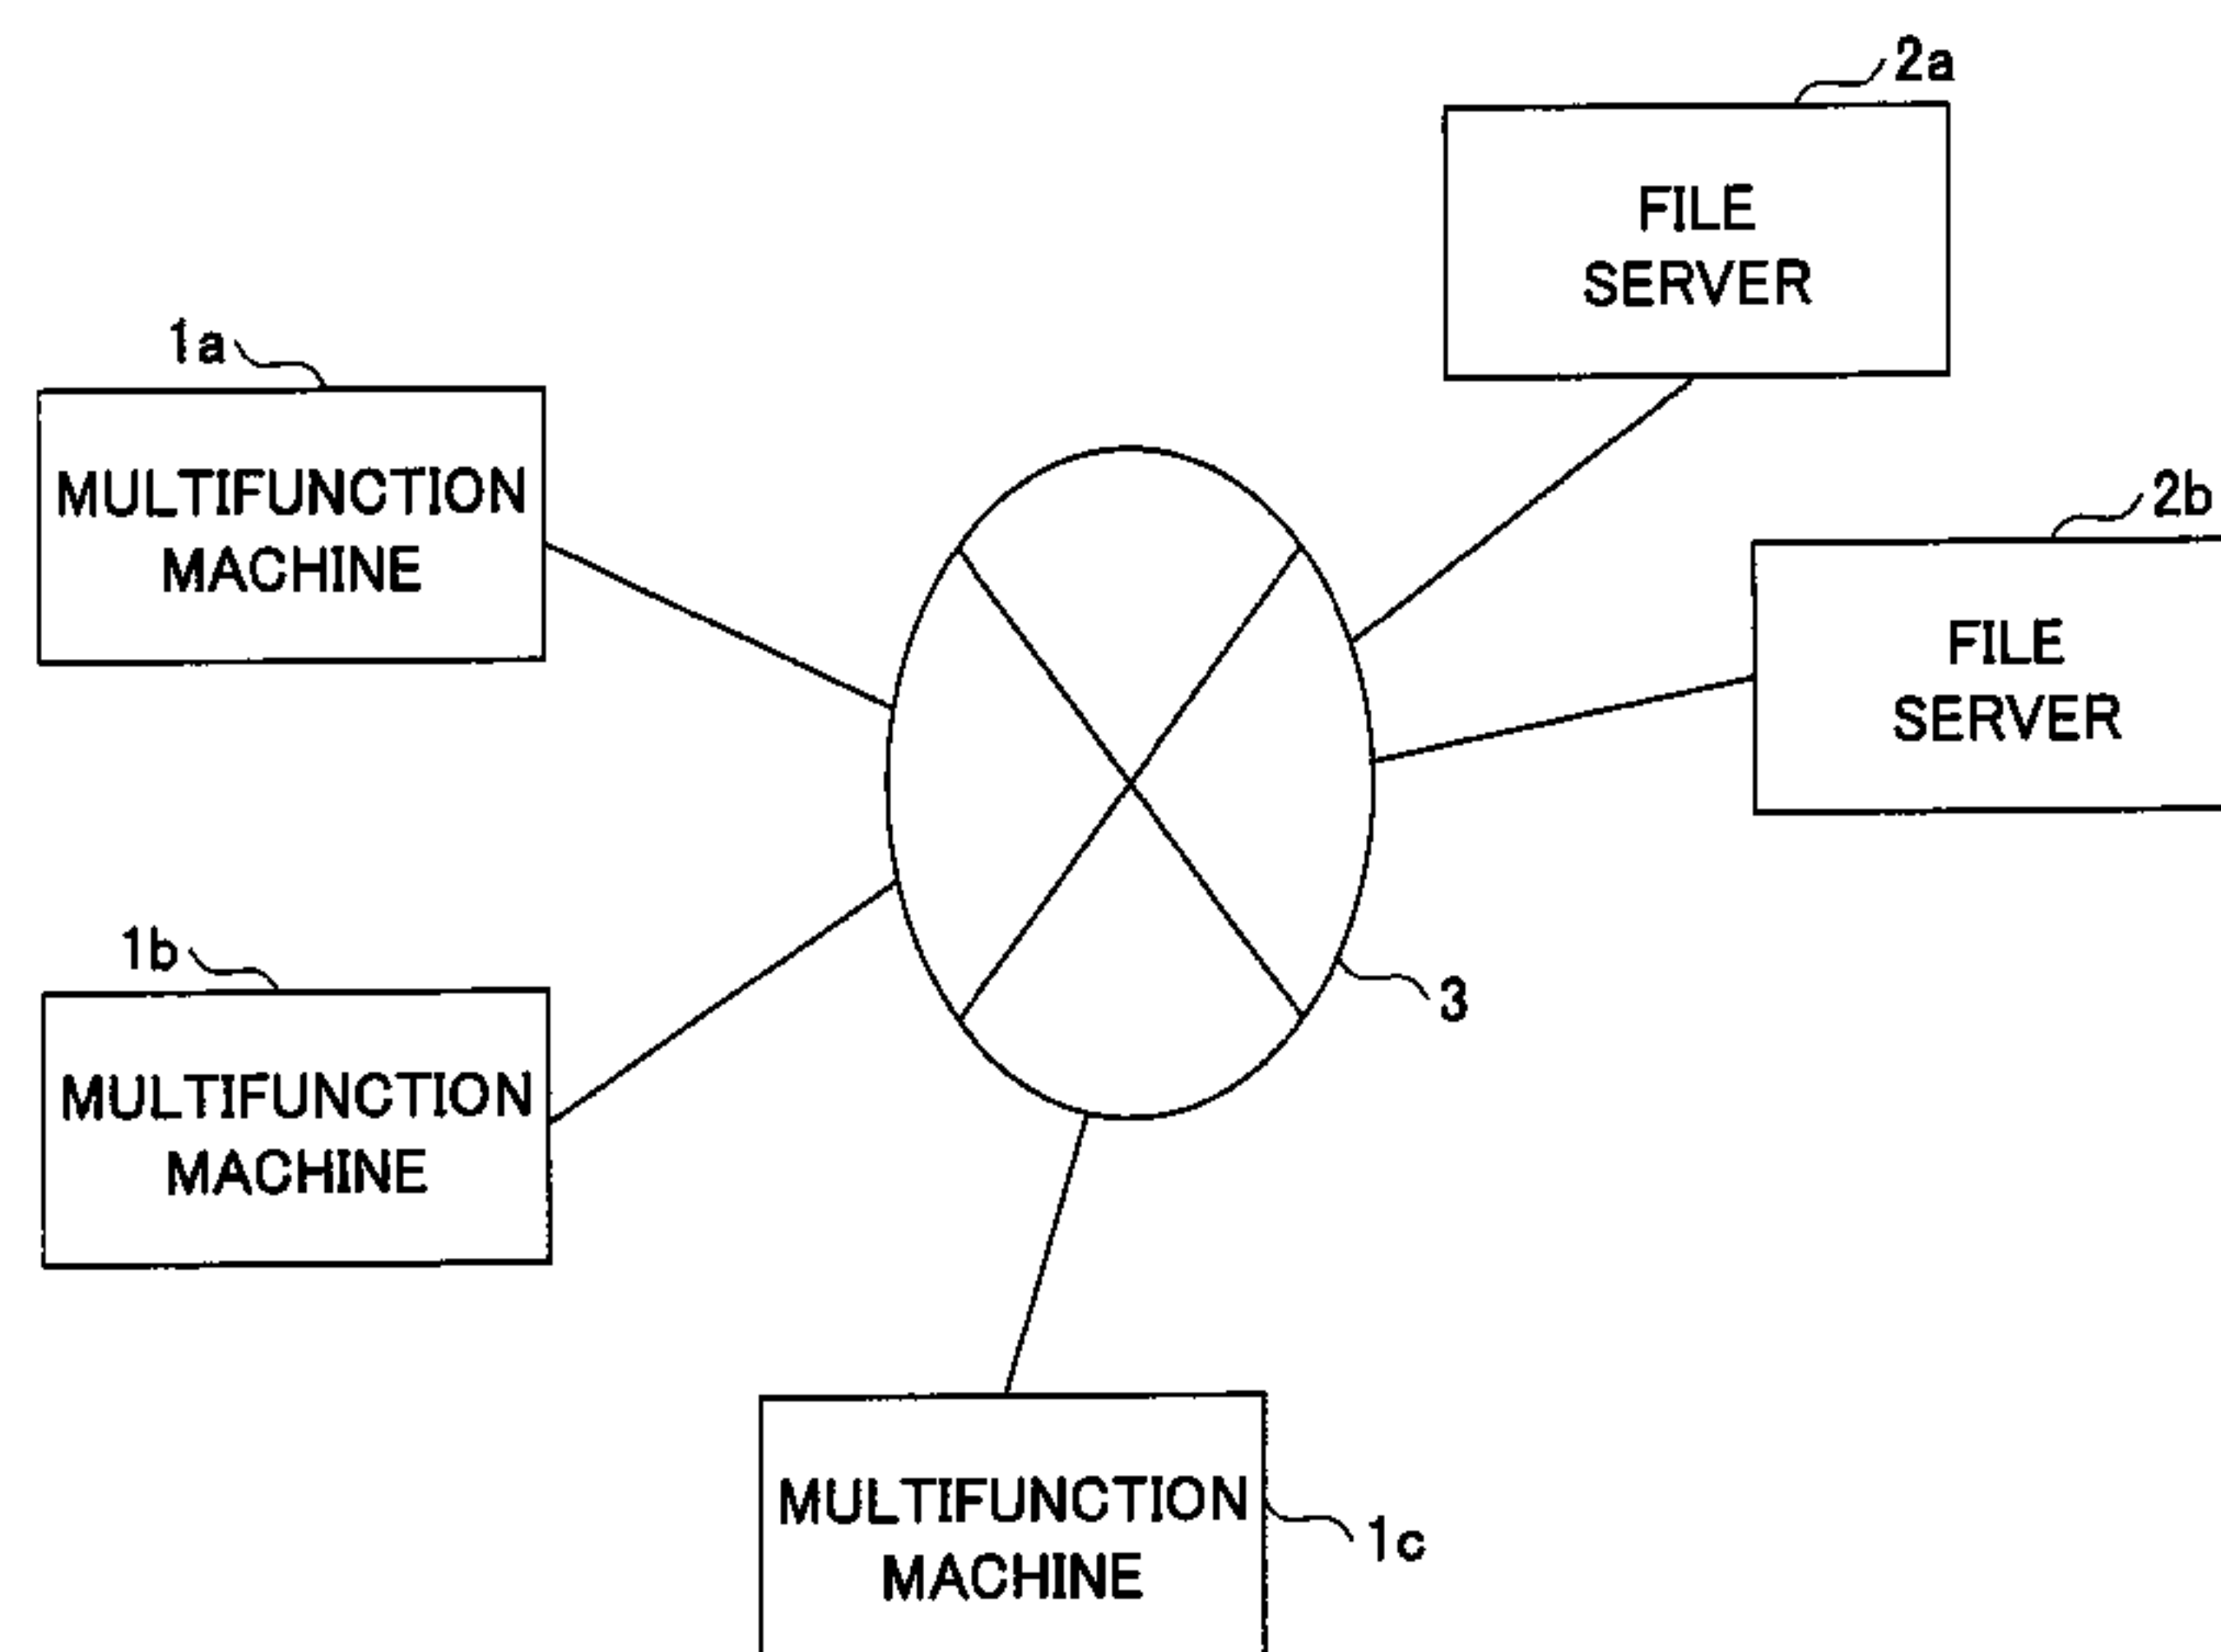 2a
FILE
SERVER
1a
MULTIFUNCTION
MACHINE
2b
FILE
SERVER
1b
MULTIFUNCTION
MACHINE
3
MULTIFUNCTION
MACHINE
1c